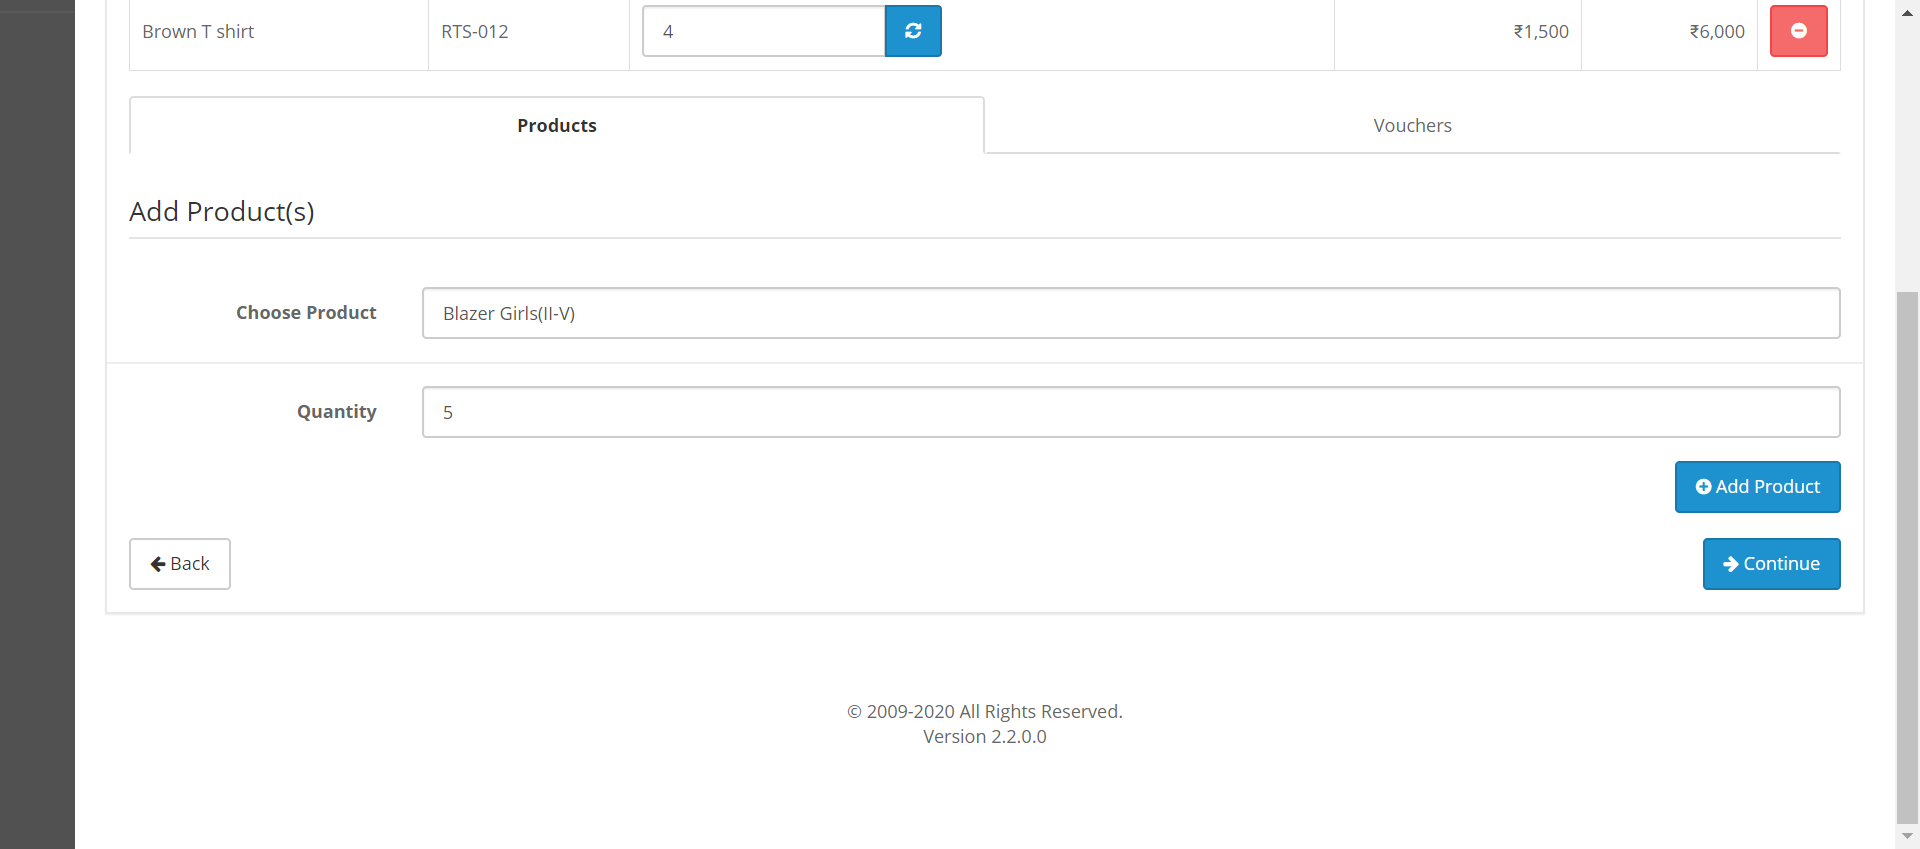 Brown T shirt RTS-012 4 ₹1,500 ₹6,000
Products Vouchers
Add Product(s)
Choose Product Blazer Girls(II-V)
Quantity 5
Add Product
Back Continue
© 2009-2020 All Rights Reserved.
Version 2.2.0.0